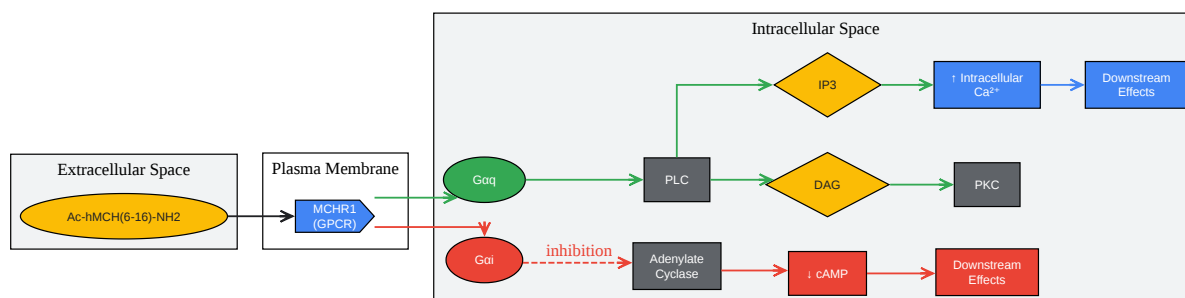 Intracellular Space
IP3
↑ Intracellular
Ca²⁺
Downstream
Effects
Extracellular Space
Ac-hMCH(6-16)-NH2
Plasma Membrane
MCHR1
(GPCR)
Gαq
PLC
DAG
PKC
Gαi
inhibition
Adenylate
Cyclase
↓ cAMP
Downstream
Effects